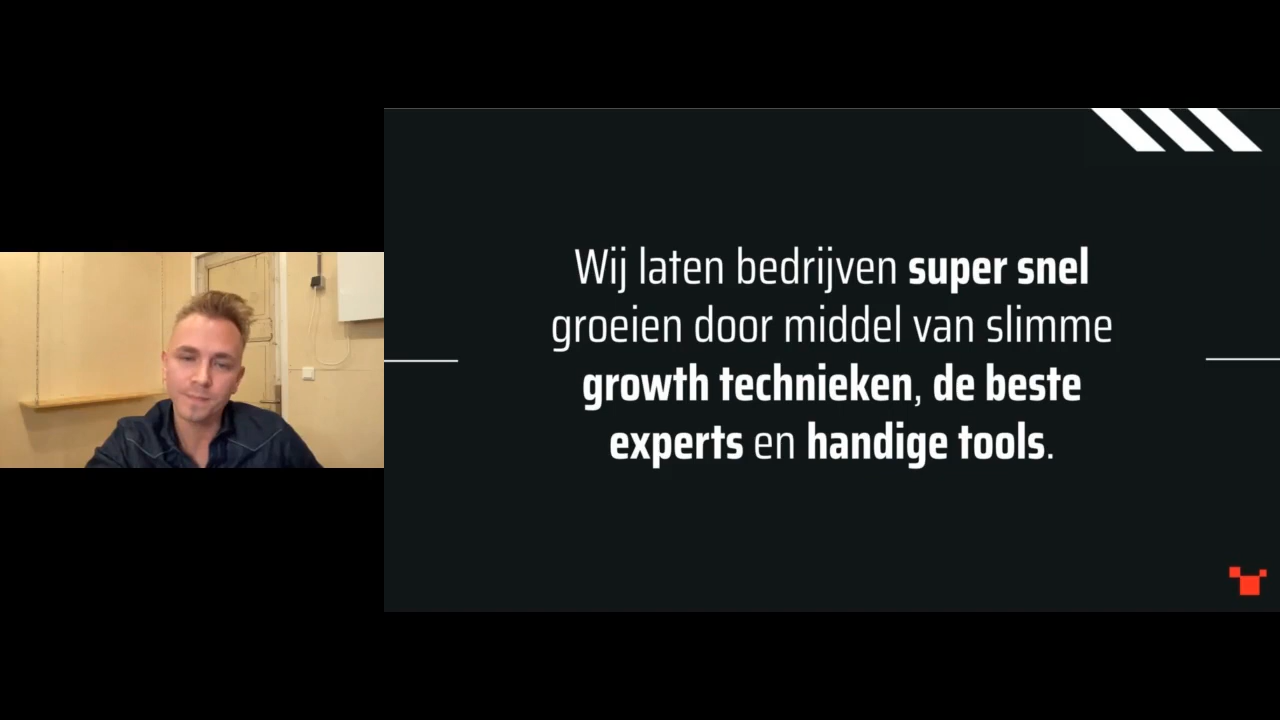 Wij laten bedrijven super snel
groeien door middel van slimme
growth technieken, de beste
experts en handige tools.